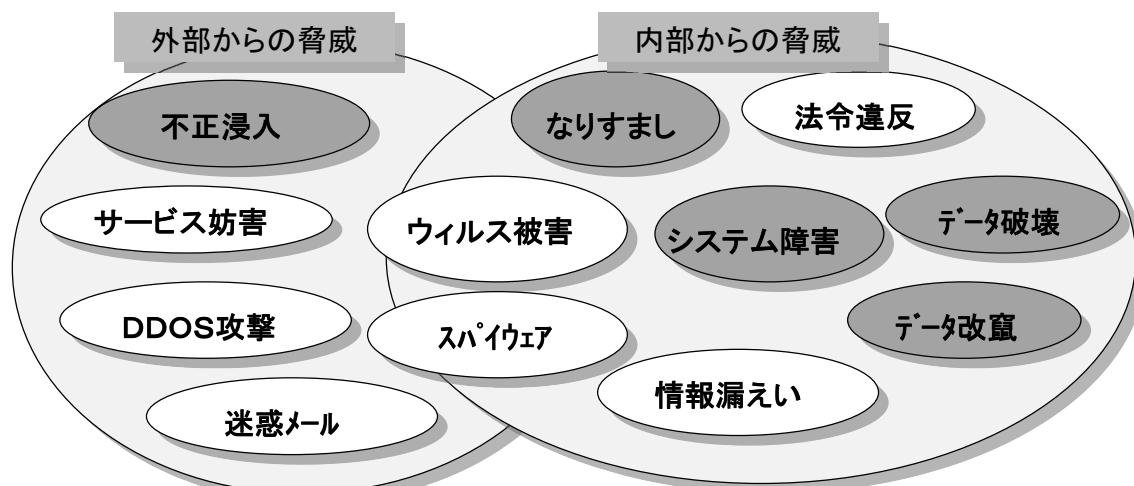 外部からの脅威
内部からの脅威
不正浸入
なりすまし
法令違反
サービス妨害
ウィルス被害
システム障害
ﾃﾞｰﾀ破壊
DDOS攻撃
ｽﾊﾟｲｳｪｱ
ﾃﾞｰﾀ改竄
迷惑ﾒｰﾙ
情報漏えい